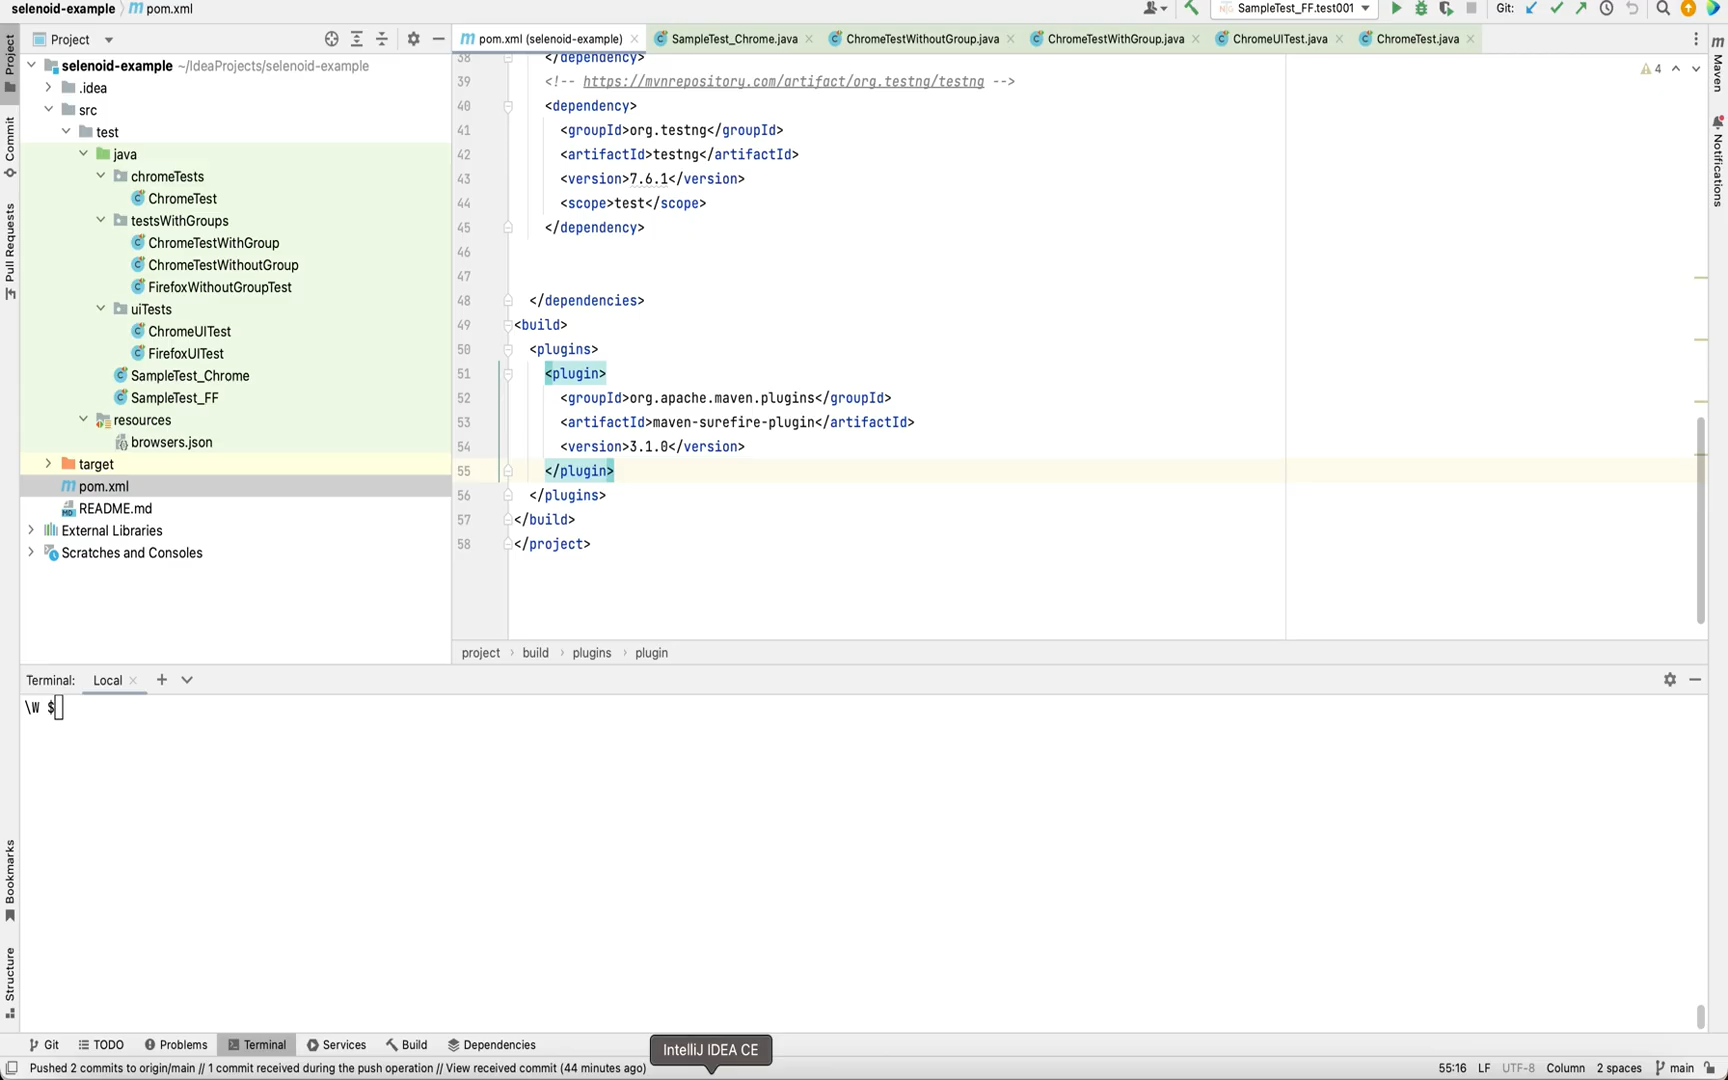 selenoid-example pom.xml
SampleTest_FF.test001 Git:
Project
pom.xml (selenoid-example) SampleTest_Chrome.java ChromeTestWithoutGroup.java ChromeTestWithGroup.java ChromeUITest.java ChromeTest.java
Project
Commit
Pull Requests
Bookmarks
Structure
selenoid-example ~/IdeaProjects/selenoid-example
.idea
src
test
java
chromeTests
ChromeTest
testsWithGroups
ChromeTestWithGroup
ChromeTestWithoutGroup
FirefoxWithoutGroupTest
uiTests
ChromeUITest
FirefoxUITest
SampleTest_Chrome
SampleTest_FF
resources
browsers.json
target
pom.xml
README.md
External Libraries
Scratches and Consoles
38 </dependency>
39 <!-- https://mvnrepository.com/artifact/org.testng/testng -->
40 <dependency>
41 <groupId>org.testng</groupId>
42 <artifactId>testng</artifactId>
43 <version>7.6.1</version>
44 <scope>test</scope>
45 </dependency>
46
47
48 </dependencies>
49 <build>
50 <plugins>
51 <plugin>
52 <groupId>org.apache.maven.plugins</groupId>
53 <artifactId>maven-surefire-plugin</artifactId>
54 <version>3.1.0</version>
55 </plugin>
56 </plugins>
57 </build>
58 </project>
4
Maven
Notifications
project build plugins plugin
Terminal: Local
\W $
Git TODO Problems Terminal Services Build Dependencies
IntelliJ IDEA CE
Pushed 2 commits to origin/main // 1 commit received during the push operation // View received commit (44 minutes ago) 55:16 LF UTF-8 Column 2 spaces main